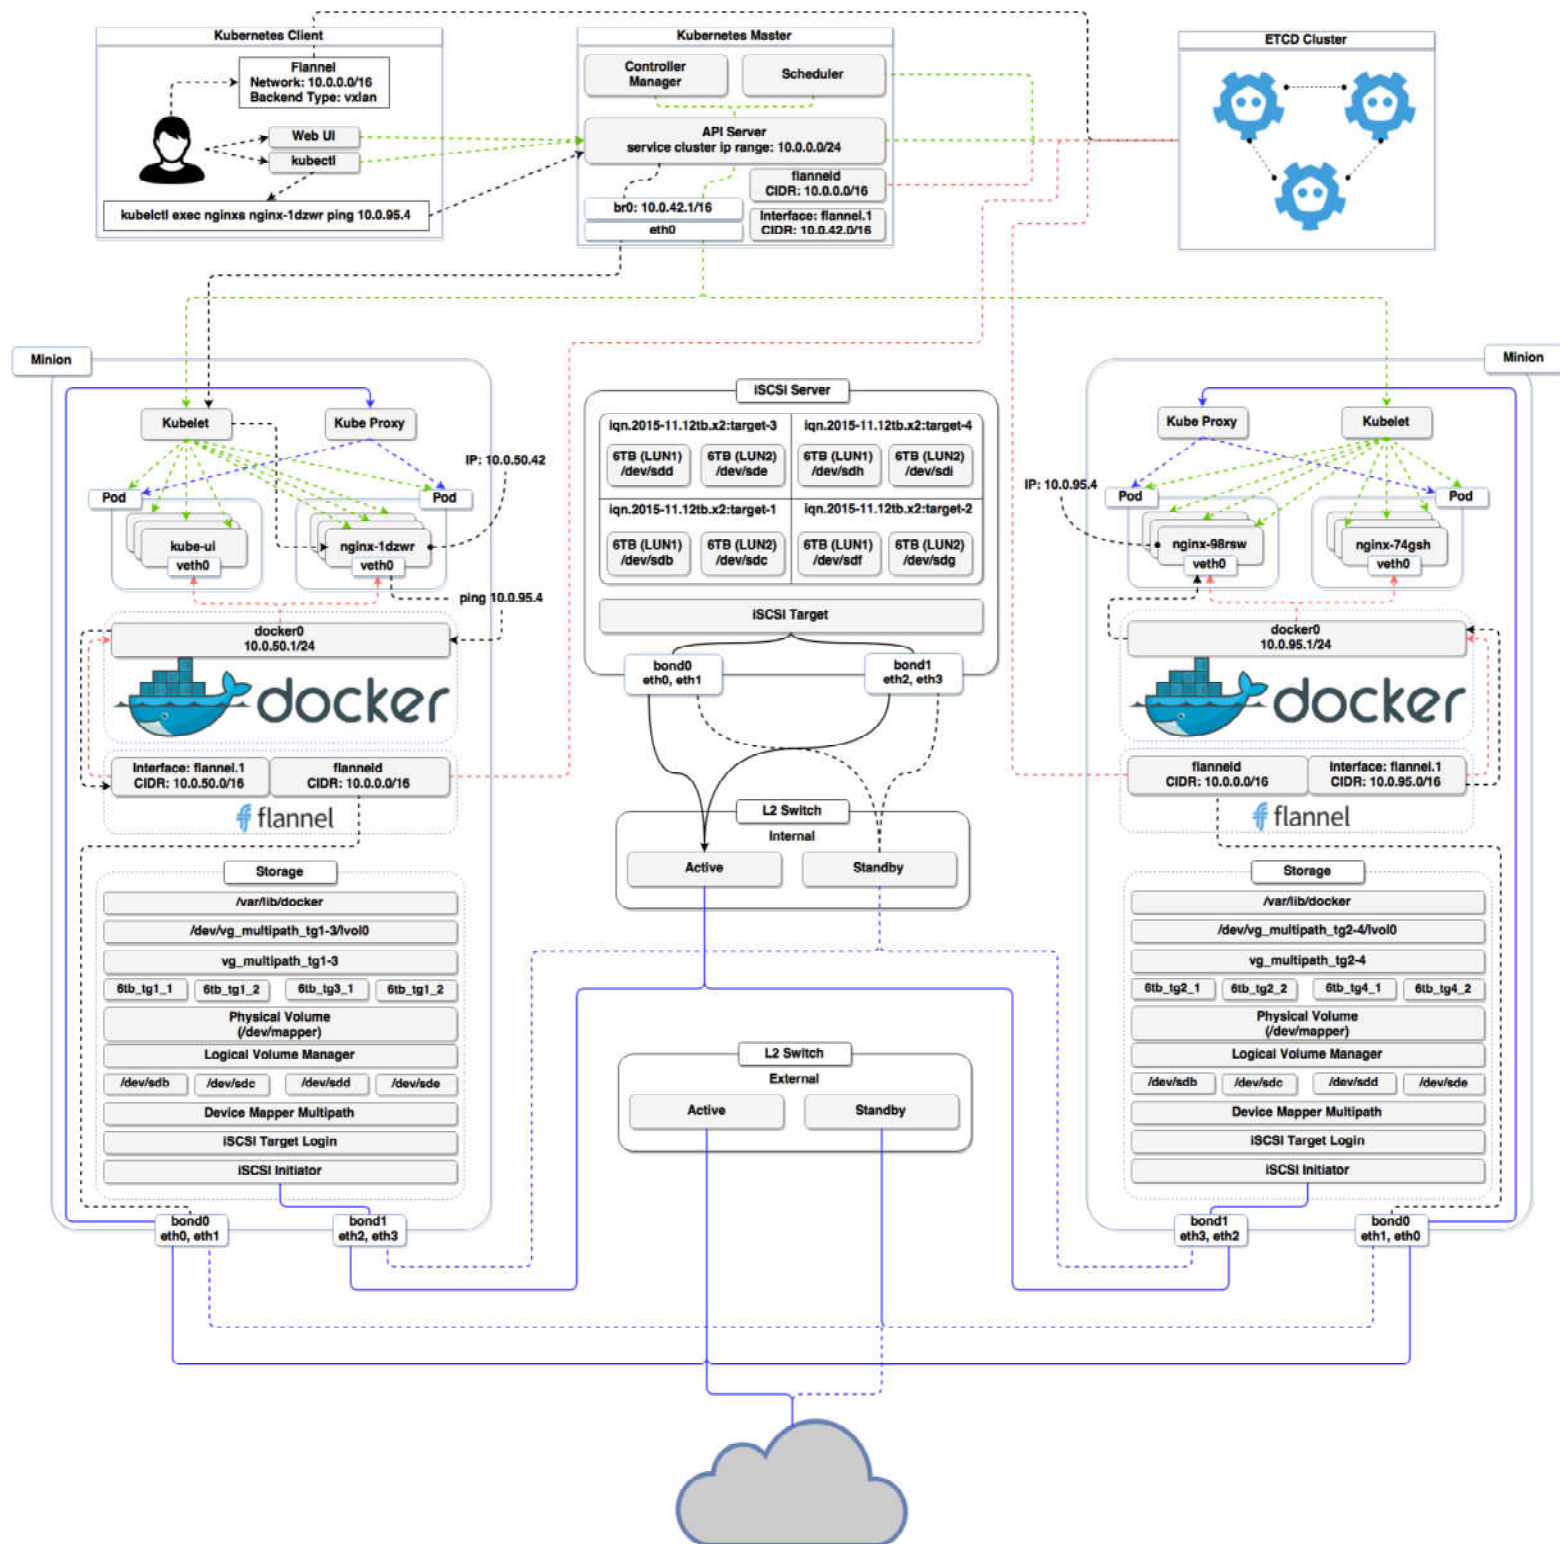 Kubernetes Client
Flannel
Network: 10.0.0.0/16
Backend Type: vxlan
Web UI
kubectl
kubelctl exec nginxs nginx-1dzwr ping 10.0.95.4
Kubernetes Master
Controller
Manager
Scheduler
API Server
service cluster ip range: 10.0.0.0/24
flanneld
CIDR: 10.0.0.0/16
br0: 10.0.42.1/16
eth0
Interface: flannel.1
CIDR: 10.0.42.0/16
ETCD Cluster
Minion
Kubelet
Kube Proxy
IP: 10.0.50.42
Pod
Pod
kube-ui
veth0
nginx-1dzwr
veth0
ping 10.0.95.4
docker0
10.0.50.1/24
docker
Interface: flannel.1
CIDR: 10.0.50.0/16
flanneld
CIDR: 10.0.0.0/16
flannel
Storage
/var/lib/docker
/dev/vg_multipath_tg1-3/lvol0
vg_multipath_tg1-3
6tb_tg1_1
6tb_tg1_2
6tb_tg3_1
6tb_tg1_2
Physical Volume
(/dev/mapper)
Logical Volume Manager
/dev/sdb
/dev/sdc
/dev/sdd
/dev/sde
Device Mapper Multipath
iSCSI Target Login
iSCSI Initiator
bond0
eth0, eth1
bond1
eth2, eth3
iSCSI Server
iqn.2015-11.12tb.x2:target-3
6TB (LUN1)
/dev/sdd
6TB (LUN2)
/dev/sde
iqn.2015-11.12tb.x2:target-4
6TB (LUN1)
/dev/sdh
6TB (LUN2)
/dev/sdi
iqn.2015-11.12tb.x2:target-1
6TB (LUN1)
/dev/sdb
6TB (LUN2)
/dev/sdc
iqn.2015-11.12tb.x2:target-2
6TB (LUN1)
/dev/sdf
6TB (LUN2)
/dev/sdg
iSCSI Target
bond0
eth0, eth1
bond1
eth2, eth3
L2 Switch
Internal
Active
Standby
L2 Switch
External
Active
Standby
Minion
Kube Proxy
Kubelet
IP: 10.0.95.4
Pod
Pod
nginx-98rsw
veth0
nginx-74gsh
veth0
docker0
10.0.95.1/24
docker
flanneld
CIDR: 10.0.0.0/16
Interface: flannel.1
CIDR: 10.0.95.0/16
flannel
Storage
/var/lib/docker
/dev/vg_multipath_tg2-4/lvol0
vg_multipath_tg2-4
6tb_tg2_1
6tb_tg2_2
6tb_tg4_1
6tb_tg4_2
Physical Volume
(/dev/mapper)
Logical Volume Manager
/dev/sdb
/dev/sdc
/dev/sdd
/dev/sde
Device Mapper Multipath
iSCSI Target Login
iSCSI Initiator
bond1
eth3, eth2
bond0
eth1, eth0